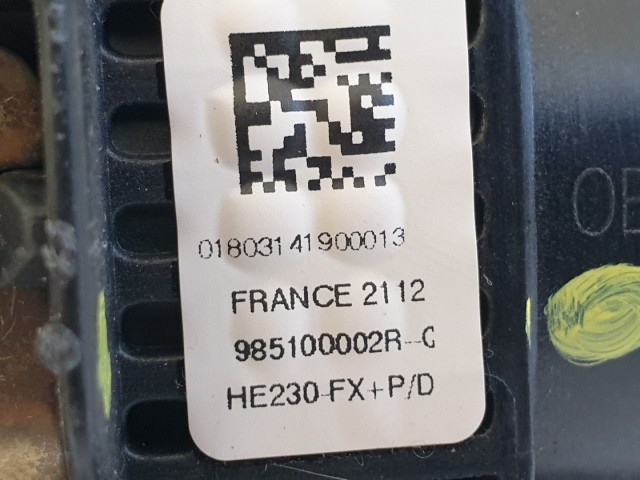 01803141900013
FRANCE 2112
985100002R--C
HE230-FX+P/D